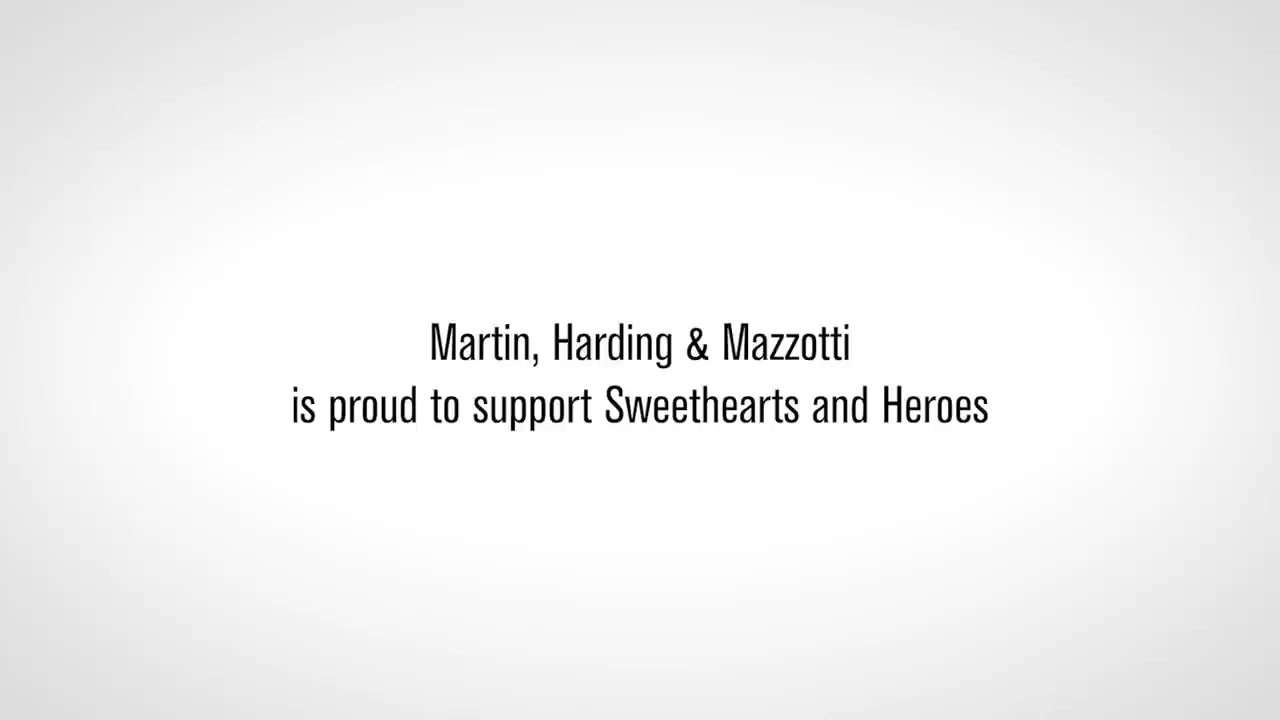 Martin, Harding & Mazzotti
is proud to support Sweethearts and Heroes